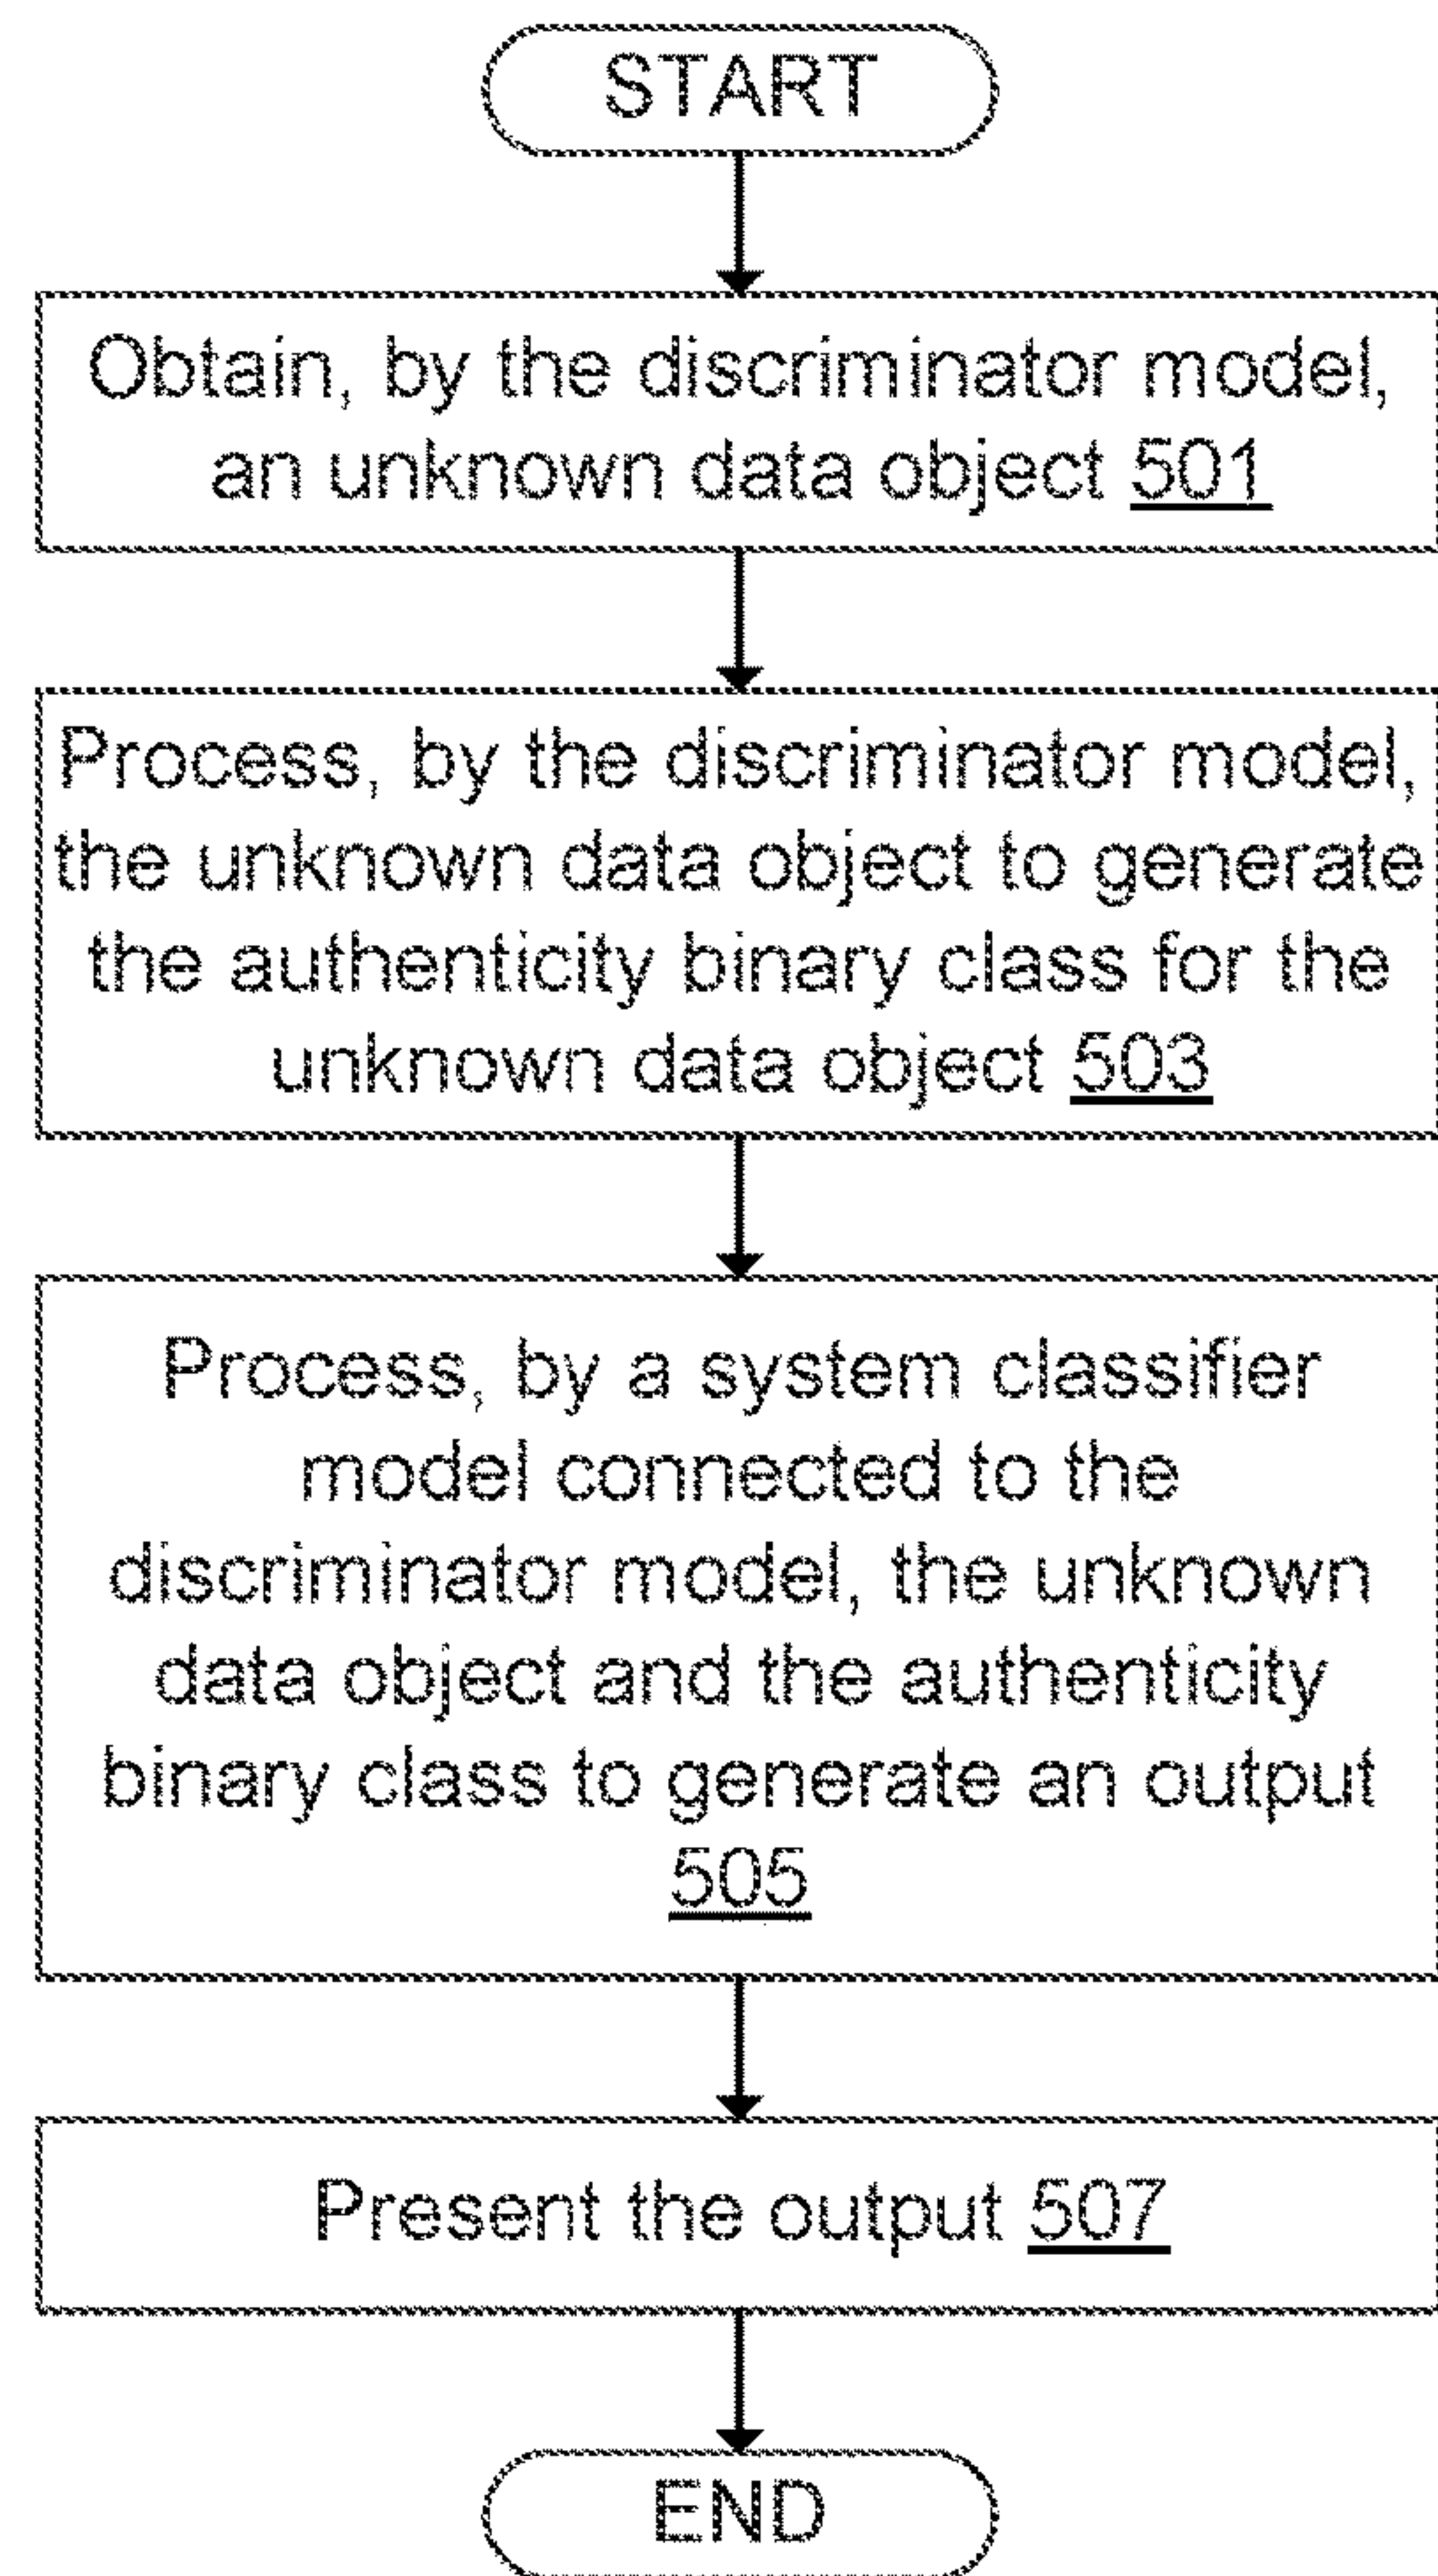 START
Obtain, by the discriminator model,
an unknown data object 501
Process, by the discriminator model,
the unknown data object to generate
the authenticity binary class for the
unknown data object 503
Process, by a system classifier
model connected to the
discriminator model, the unknown
data object and the authenticity
binary class to generate an output
505
Present the output 507
END